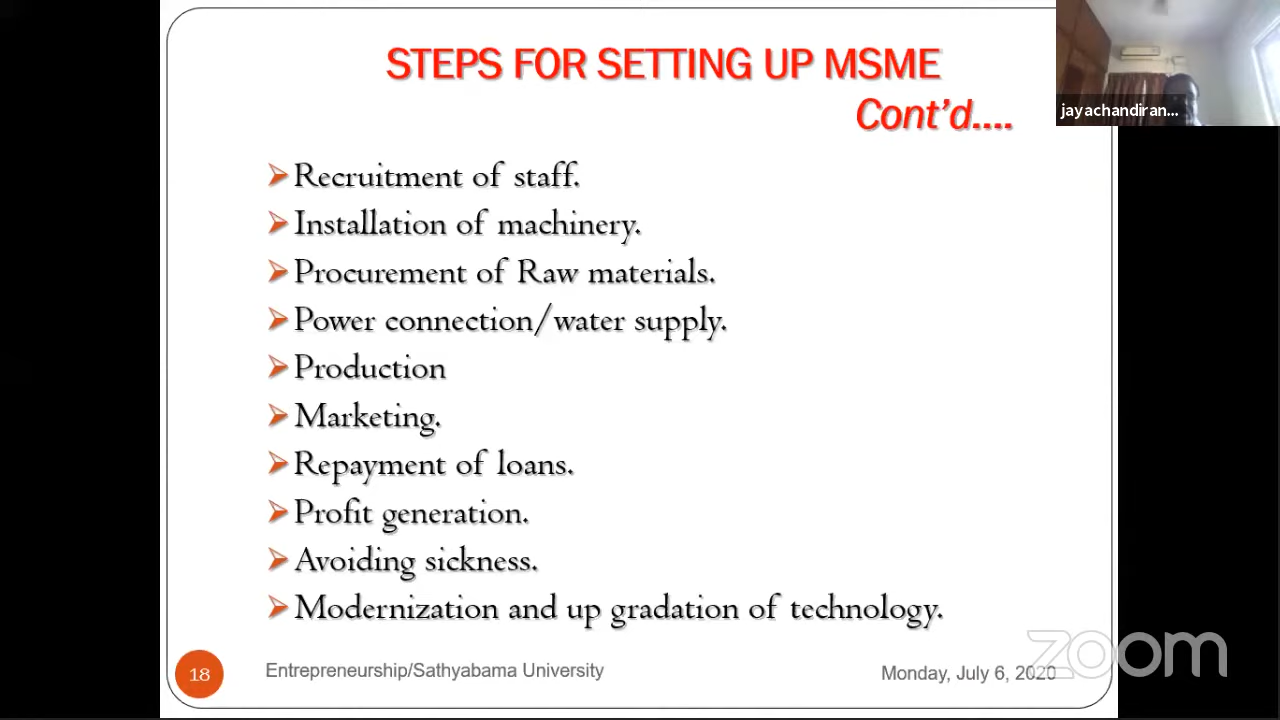 STEPS FOR SETTING UP MSME
Cont'd....
jayachandiran...
Recruitment of staff.
Installation of machinery.
Procurement of Raw materials.
Power connection/water supply.
Production
Marketing.
Repayment of loans.
Profit generation.
Avoiding sickness.
Modernization and up gradation of technology.
18
Entrepreneurship/Sathyabama University
Monday, July 6, 2020
zoom